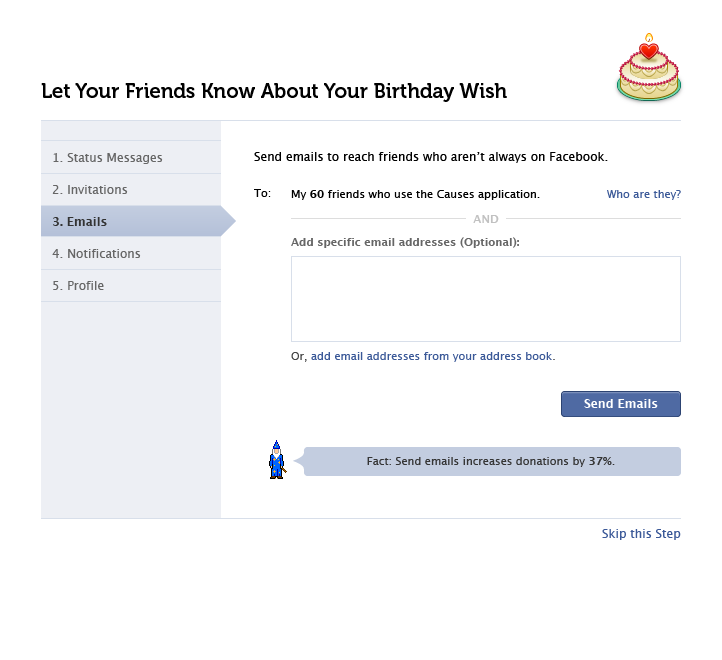 Let Your Friends Know About Your Birthday Wish
1. Status Messages
2. Invitations
3. Emails
4. Notifications
5. Profile
Send emails to reach friends who aren’t always on Facebook.
To: My 60 friends who use the Causes application. Who are they?
AND
Add specific email addresses (Optional):
Or, add email addresses from your address book.
Send Emails
Fact: Send emails increases donations by 37%.
Skip this Step